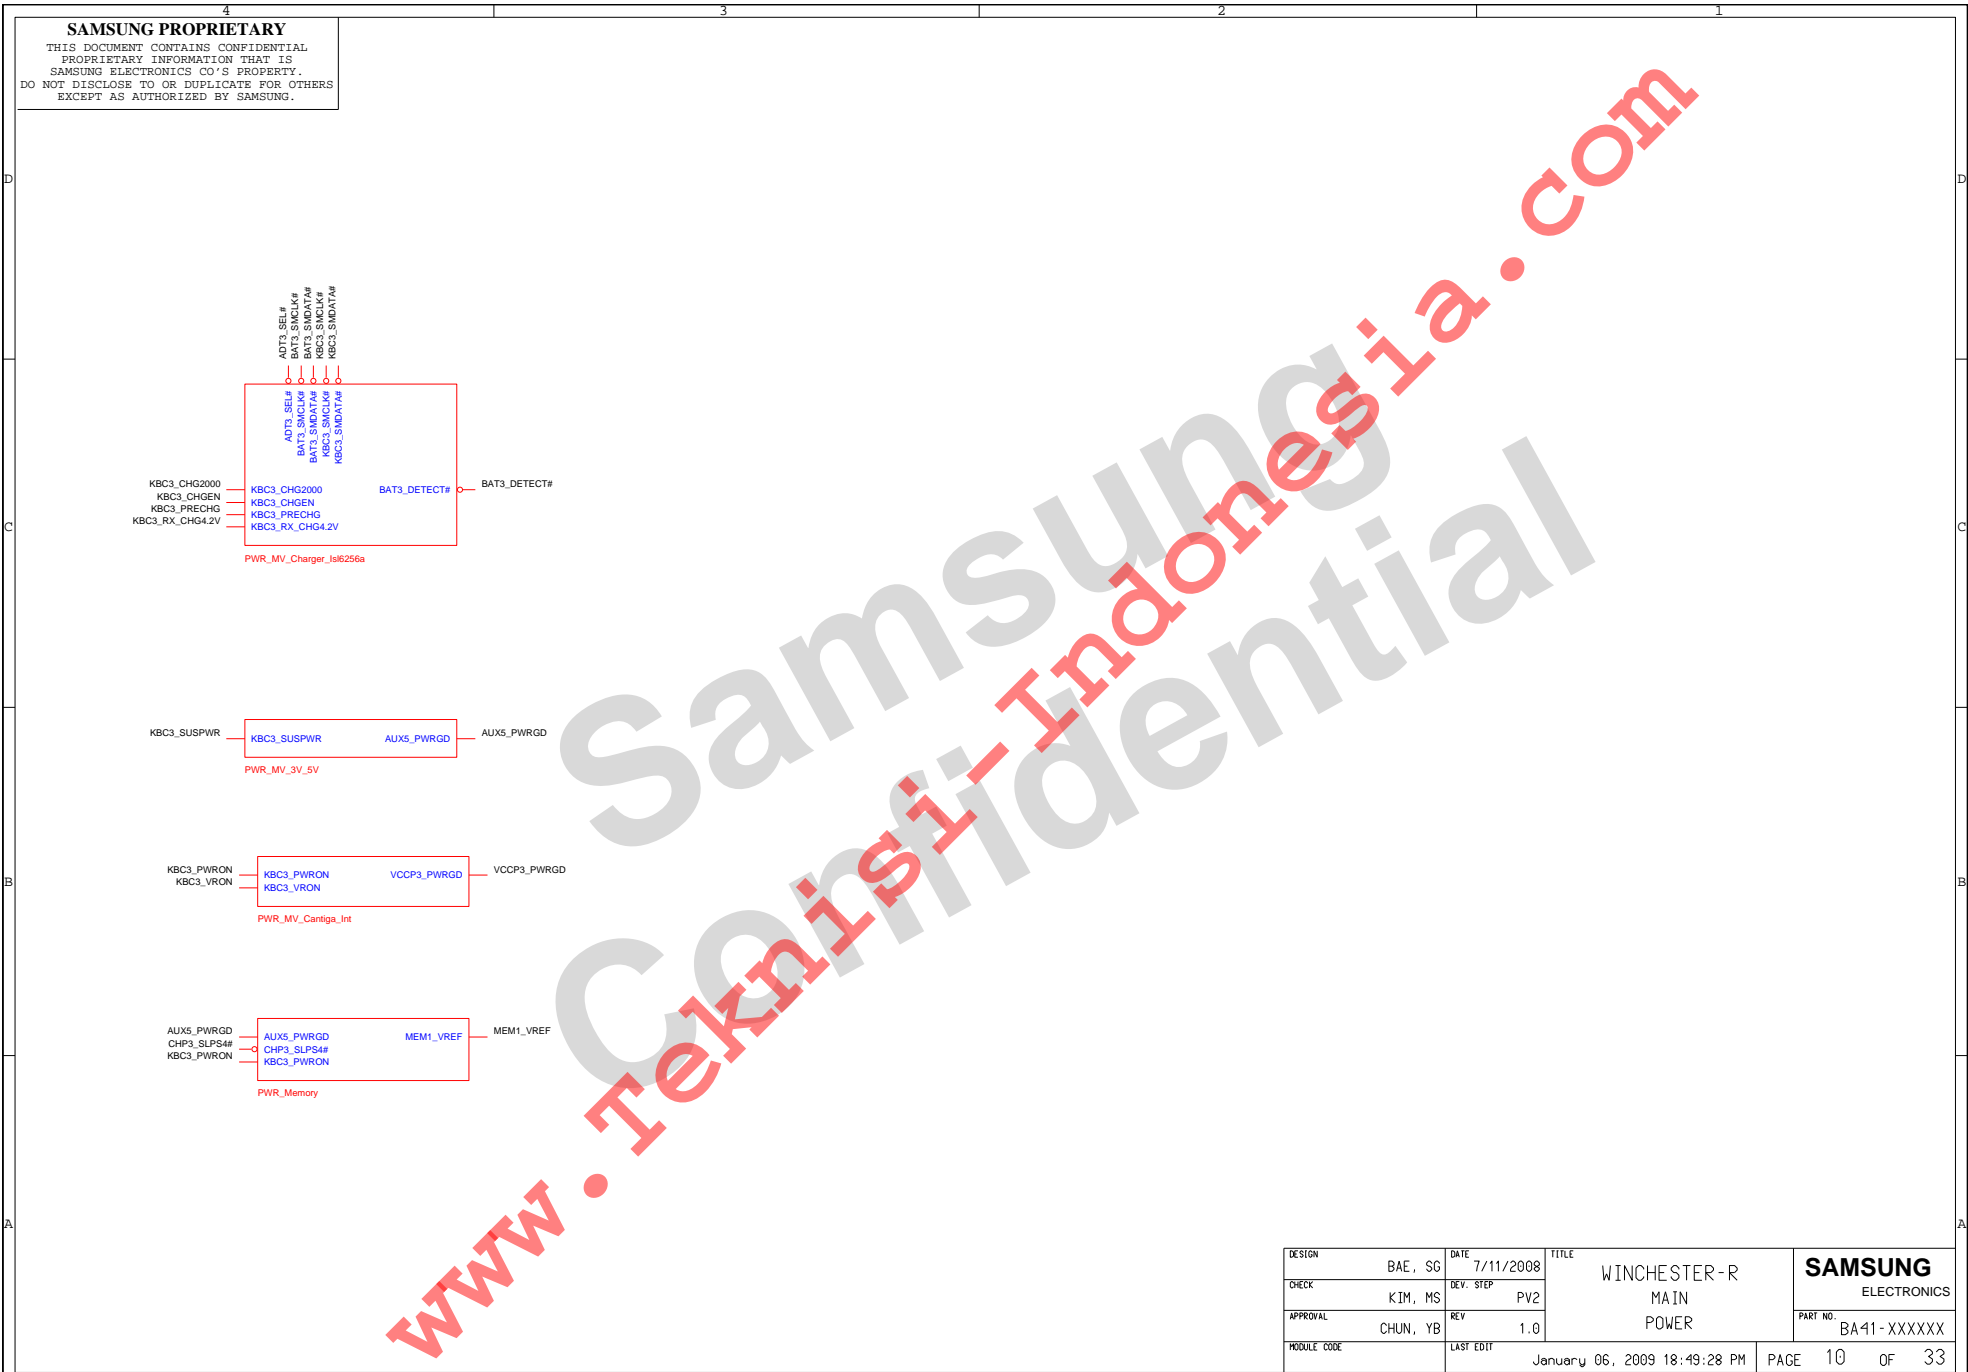 4 3 2 1
SAMSUNG PROPRIETARY
THIS DOCUMENT CONTAINS CONFIDENTIAL
PROPRIETARY INFORMATION THAT IS
SAMSUNG ELECTRONICS CO'S PROPERTY.
DO NOT DISCLOSE TO OR DUPLICATE FOR OTHERS
EXCEPT AS AUTHORIZED BY SAMSUNG.
D D
ADT3_SEL#
BAT3_SMCLK#
BAT3_SMDATA#
KBC3_SMCLK#
KBC3_SMDATA#
ADT3_SEL#
BAT3_SMCLK#
BAT3_SMDATA#
KBC3_SMCLK#
KBC3_SMDATA#
KBC3_CHG2000 KBC3_CHG2000 BAT3_DETECT# BAT3_DETECT#
KBC3_CHGEN KBC3_CHGEN
KBC3_PRECHG KBC3_PRECHG
KBC3_RX_CHG4.2V KBC3_RX_CHG4.2V
C C
PWR_MV_Charger_Isl6256a
KBC3_SUSPWR KBC3_SUSPWR AUX5_PWRGD AUX5_PWRGD
PWR_MV_3V_5V
KBC3_PWRON KBC3_PWRON VCCP3_PWRGD VCCP3_PWRGD
KBC3_VRON KBC3_VRON
B B
PWR_MV_Cantiga_Int
AUX5_PWRGD AUX5_PWRGD MEM1_VREF MEM1_VREF
CHP3_SLPS4# CHP3_SLPS4#
KBC3_PWRON KBC3_PWRON
PWR_Memory
A A
Samsung
Confidential
www.Teknisi-Indonesia.com
DESIGN BAE, SG DATE 7/11/2008 TITLE WINCHESTER-R SAMSUNG
ELECTRONICS
CHECK KIM, MS DEV. STEP PV2 MAIN
APPROVAL CHUN, YB REV 1.0 POWER PART NO. BA41-XXXXXX
MODULE CODE LAST EDIT January 06, 2009 18:49:28 PM PAGE 10 OF 33